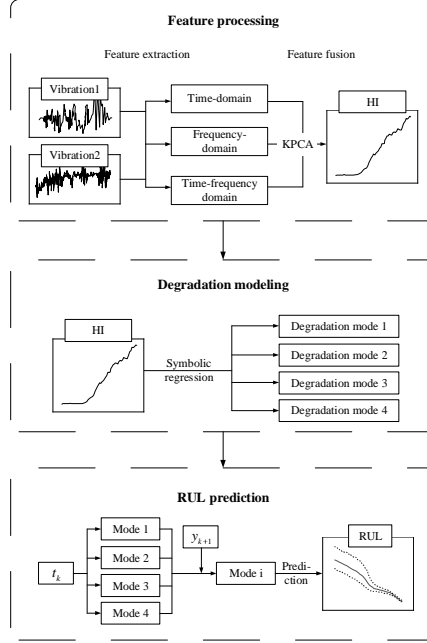 Feature processing
Feature extraction
Feature fusion
Vibration1
Vibration2
Time-domain
Frequency-
domain
Time-frequency
domain
KPCA
HI
Degradation modeling
HI
Symbolic
regression
Degradation mode 1
Degradation mode 2
Degradation mode 3
Degradation mode 4
RUL prediction
t_k
Mode 1
Mode 2
Mode 3
Mode 4
y_{k+1}
Mode i
Predi-
ction
RUL